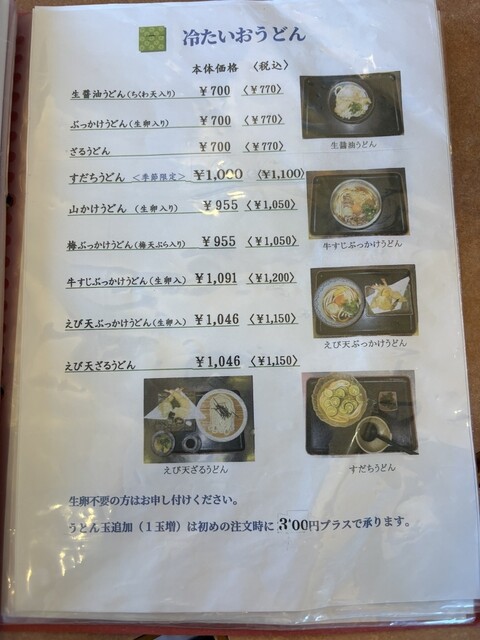 冷たいおうどん
本体価格 〈税込〉
生醤油うどん(ちくわ天入り) ¥700 〈¥770〉
ぶっかけうどん(生卵入り) ¥700 〈¥770〉
ざるうどん ¥700 〈¥770〉
すだちうどん <季節限定> ¥1,000 〈¥1,100〉
山かけうどん (生卵入り) ¥955 〈¥1,050〉
梅ぶっかけうどん(梅天ぷら入り) ¥955 〈¥1,050〉
牛すじぶっかけうどん(生卵入) ¥1,091 〈¥1,200〉
えび天ぶっかけうどん(生卵入) ¥1,046 〈¥1,150〉
えび天ざるうどん ¥1,046 〈¥1,150〉
生醤油うどん
牛すじぶっかけうどん
えび天ぶっかけうどん
えび天ざるうどん
すだちうどん
生卵不要の方はお申し付けください。
うどん玉追加(1玉増)は初めの注文時に300円プラスで承ります。